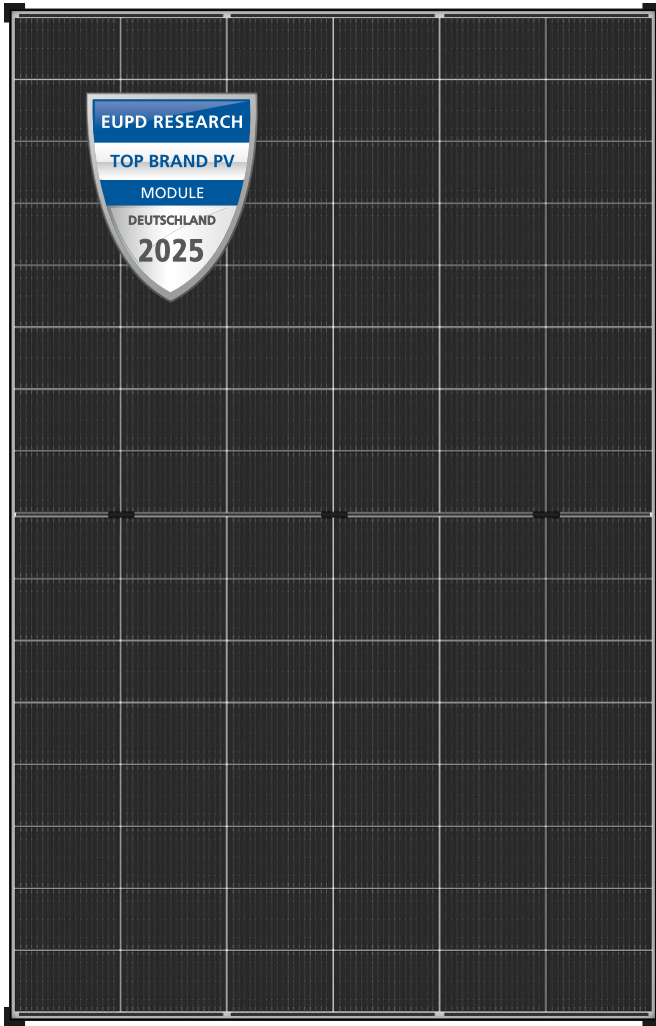 EUPD RESEARCH
TOP BRAND PV
MODULE
DEUTSCHLAND
2025